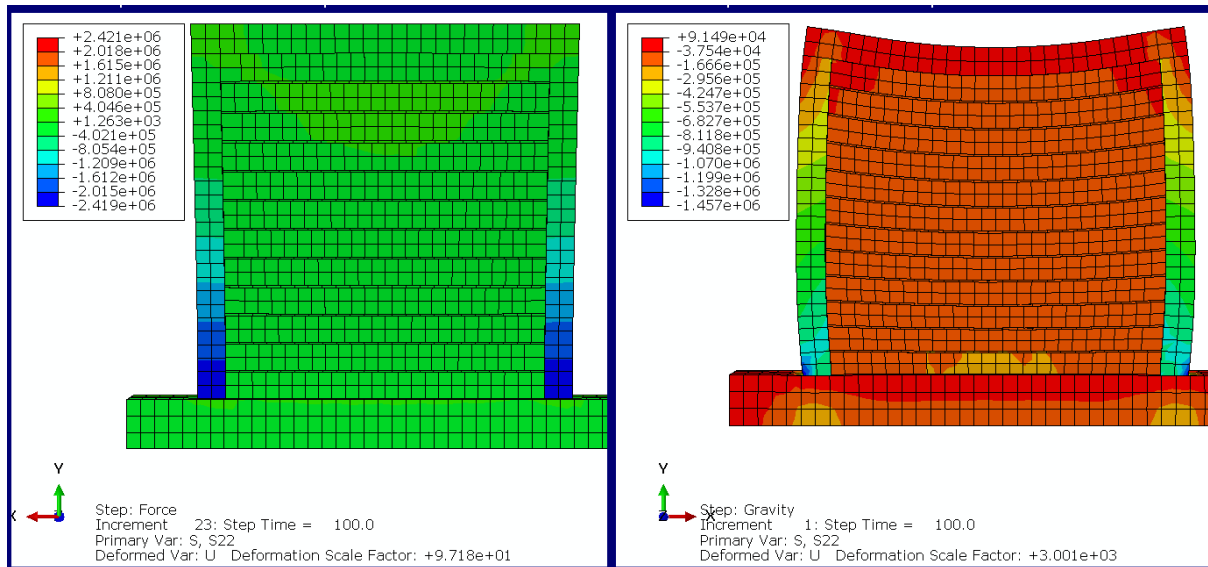 +2.421e+06
+2.018e+06
+1.615e+06
+1.211e+06
+8.080e+05
+4.046e+05
+1.263e+03
-4.021e+05
-8.054e+05
-1.209e+06
-1.612e+06
-2.015e+06
-2.419e+06
Y
X
Step: Force
Increment 23: Step Time = 100.0
Primary Var: S, S22
Deformed Var: U Deformation Scale Factor: +9.718e+01
+9.149e+04
-3.754e+04
-1.666e+05
-2.956e+05
-4.247e+05
-5.537e+05
-6.827e+05
-8.118e+05
-9.408e+05
-1.070e+06
-1.199e+06
-1.328e+06
-1.457e+06
Y
X
Step: Gravity
Increment 1: Step Time = 100.0
Primary Var: S, S22
Deformed Var: U Deformation Scale Factor: +3.001e+03